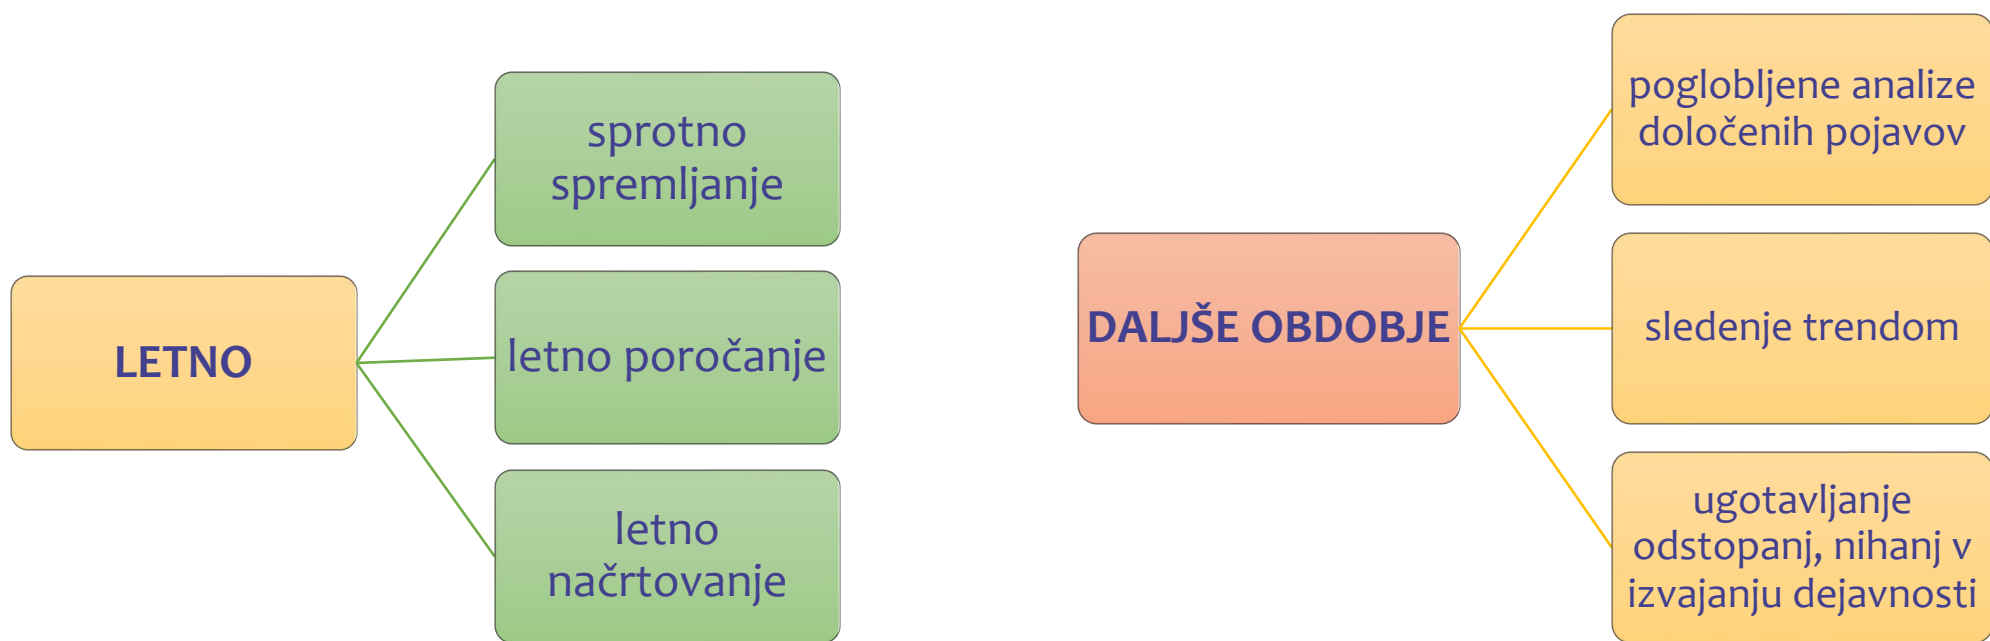 LETNO
sprotno
spremljanje
letno poročanje
letno
načrtovanje
DALJŠE OBDOBJE
poglobljene analize
določenih pojavov
sledenje trendom
ugotavljanje
odstopanj, nihanj v
izvajanju dejavnosti